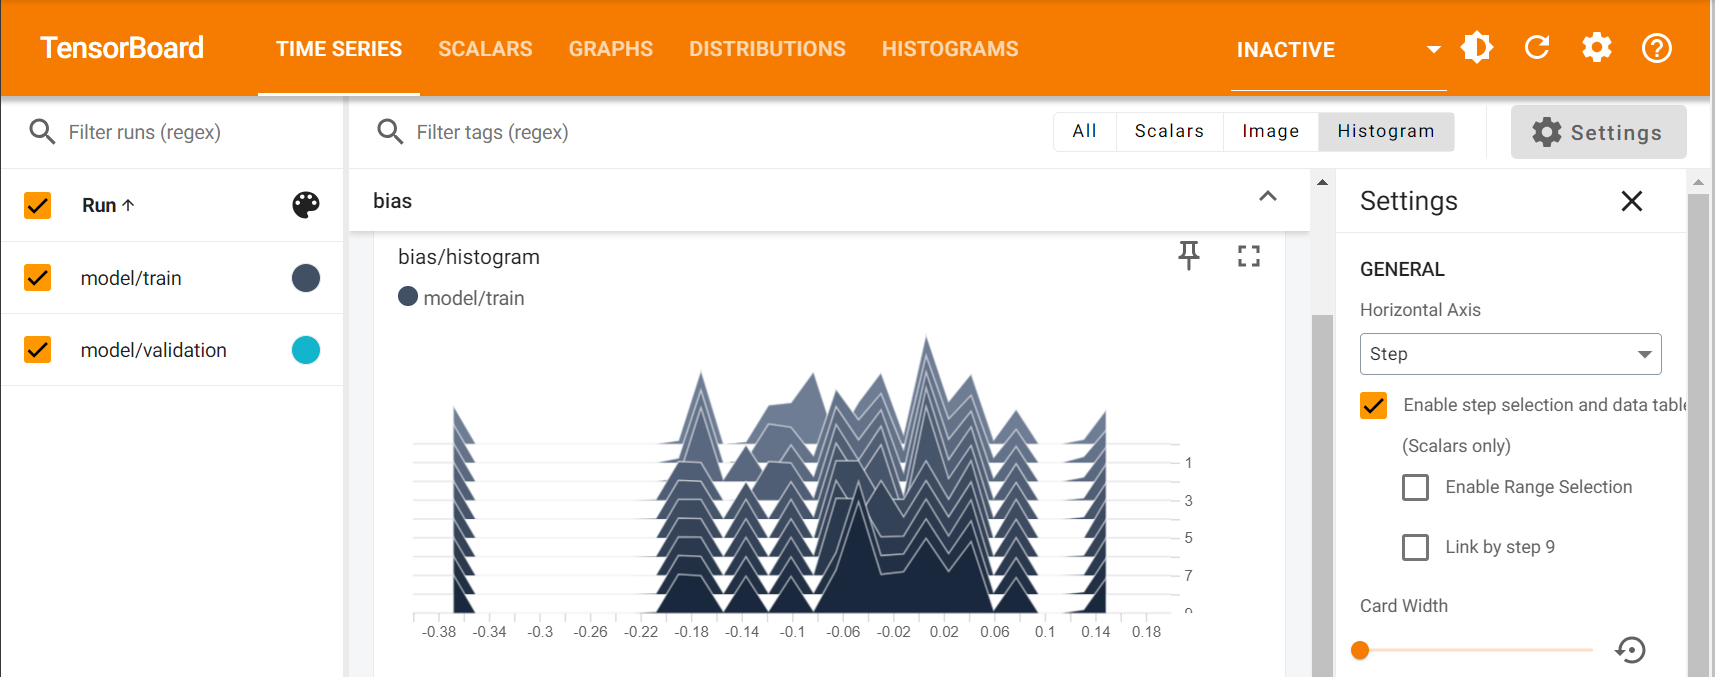 TensorBoard TIME SERIES SCALARS GRAPHS DISTRIBUTIONS HISTOGRAMS INACTIVE
Filter runs (regex)
Filter tags (regex)
All Scalars Image Histogram
Settings
Run
model/train
model/validation
bias
bias/histogram
model/train
1
3
5
7
9
-0.38 -0.34 -0.3 -0.26 -0.22 -0.18 -0.14 -0.1 -0.06 -0.02 0.02 0.06 0.1 0.14 0.18
Settings
GENERAL
Horizontal Axis
Step
Enable step selection and data table
(Scalars only)
Enable Range Selection
Link by step 9
Card Width